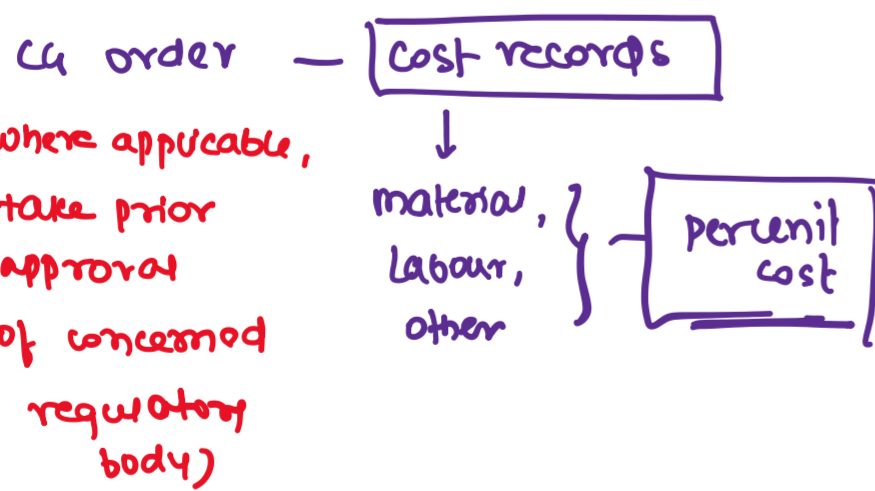 CG order — cost records
where applicable,
take prior
approval
of concerned
regulatory
body)
material,
Labour,
other
per unit
cost